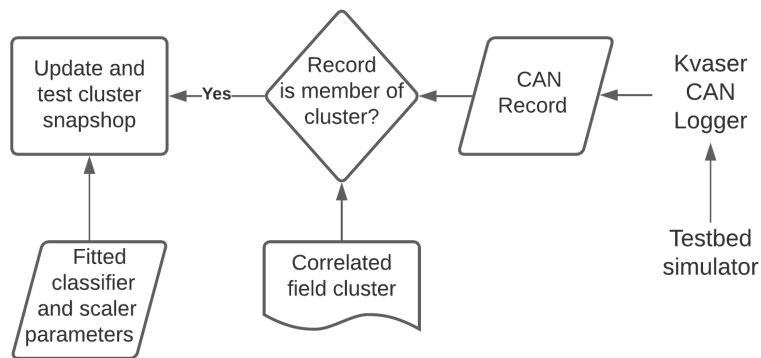 Update and
test cluster
snapshop
Yes
Record
is member of
cluster?
CAN
Record
Kvaser
CAN
Logger
Testbed
simulator
Correlated
field cluster
Fitted
classifier
and scaler
parameters